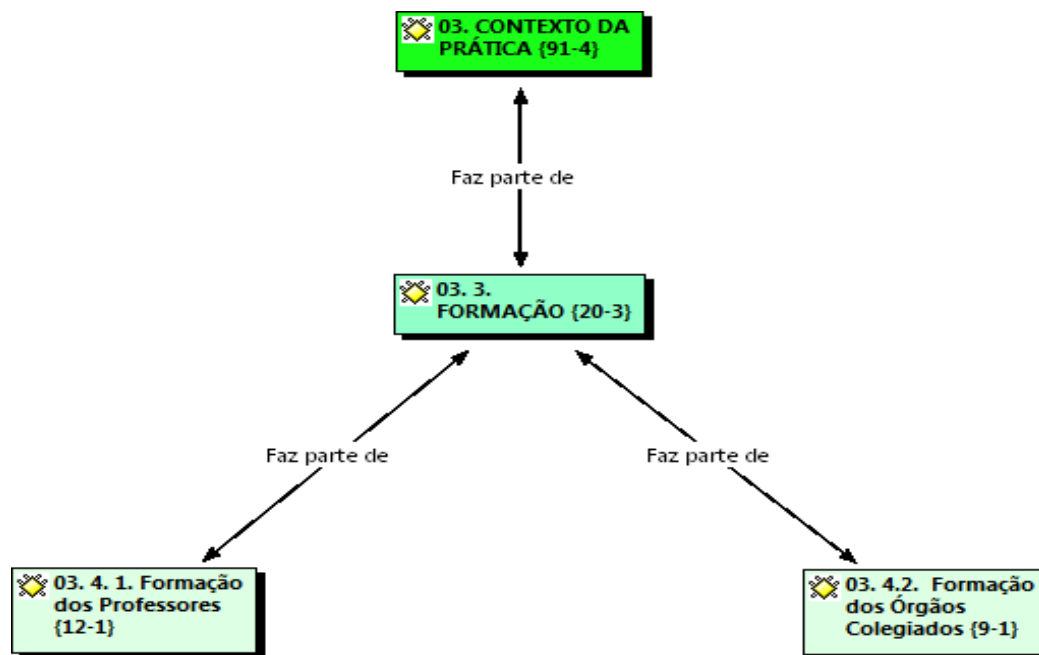 03. CONTEXTO DA
PRÁTICA {91-4}
Faz parte de
03. 3.
FORMAÇÃO {20-3}
Faz parte de
Faz parte de
03. 4. 1. Formação
dos Professores
{12-1}
03. 4.2. Formação
dos Órgãos
Colegiados {9-1}